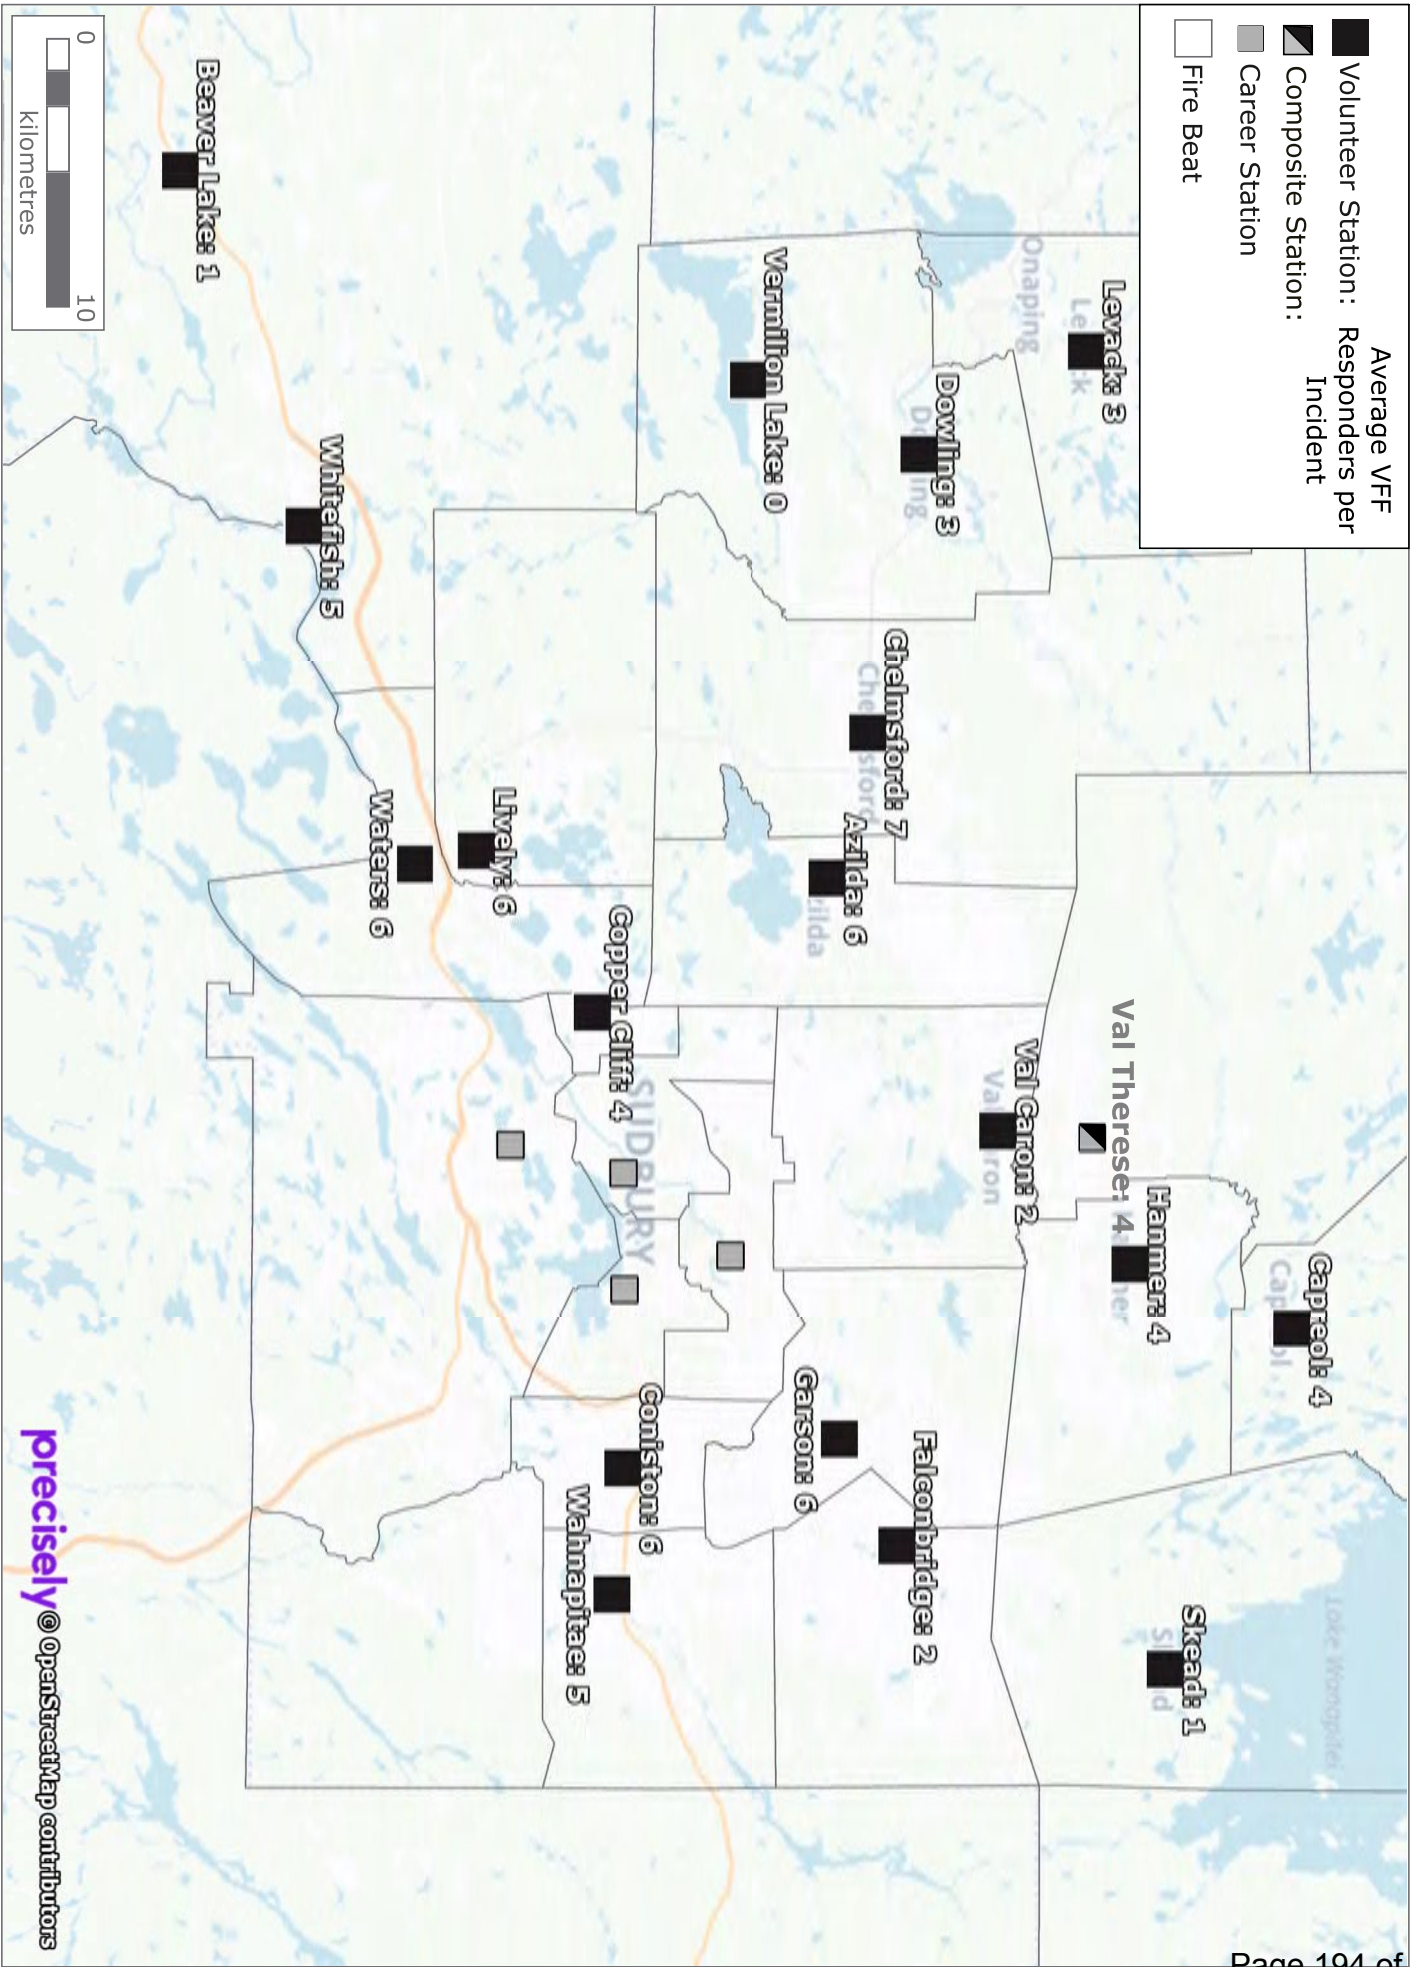 Average VFF
Volunteer Station: Responders per
Composite Station: Incident
Career Station
Fire Beat
Levack: 3
Onaping
Dowling: 3
Vermilion Lake: 0
Beaver Lake: 1
Whitefish: 5
Chelmsford: 7
Azilda: 6
Lively: 6
Waters: 6
Copper Cliff: 4
SUDBURY
Val Therese: 4
Val Caron: 2
Hanmer: 4
Capreol: 4
Garson: 6
Falconbridge: 2
Coniston: 6
Wahnapitae: 5
Skead: 1
Lake Wanapitei
0 10
kilometres
precisely © OpenStreetMap contributors
Page 194 of